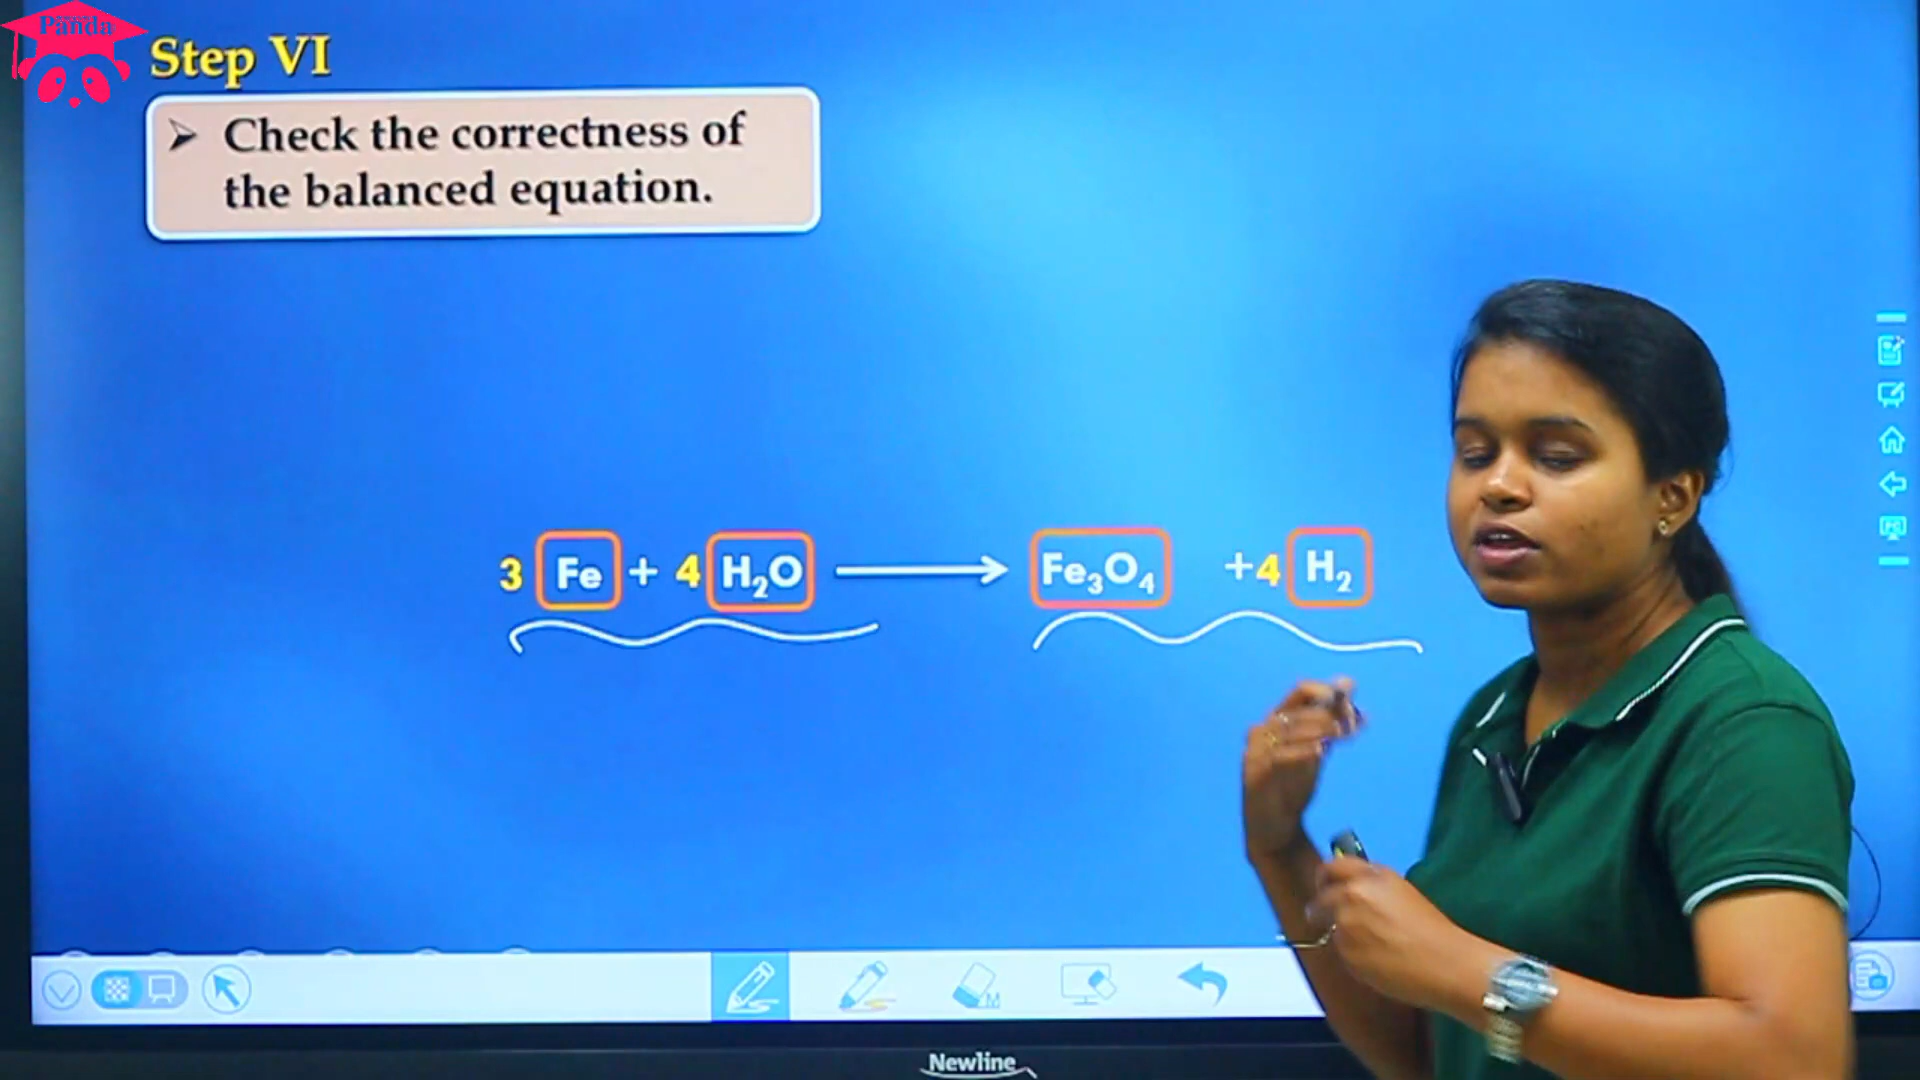 Panda
Step VI
➢ Check the correctness of
the balanced equation.
3 Fe + 4 H₂O ⟶ Fe₃O₄ +4 H₂
Newline